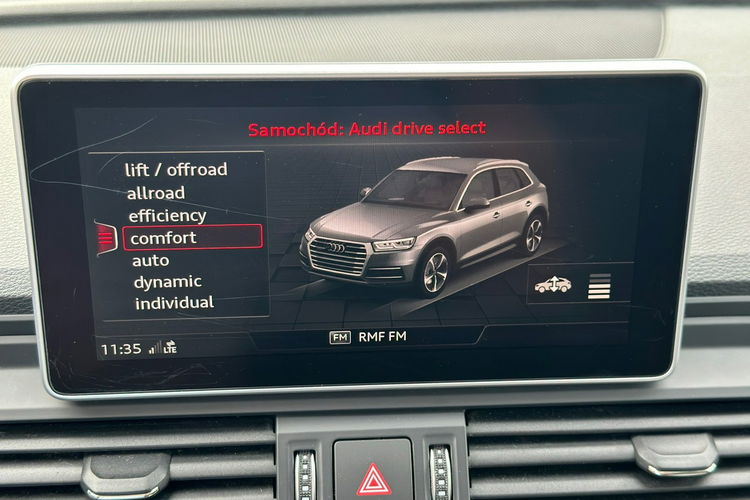 Samochód: Audi drive select
lift / offroad
allroad
efficiency
comfort
auto
dynamic
individual
FM RMF FM
11:35 LTE